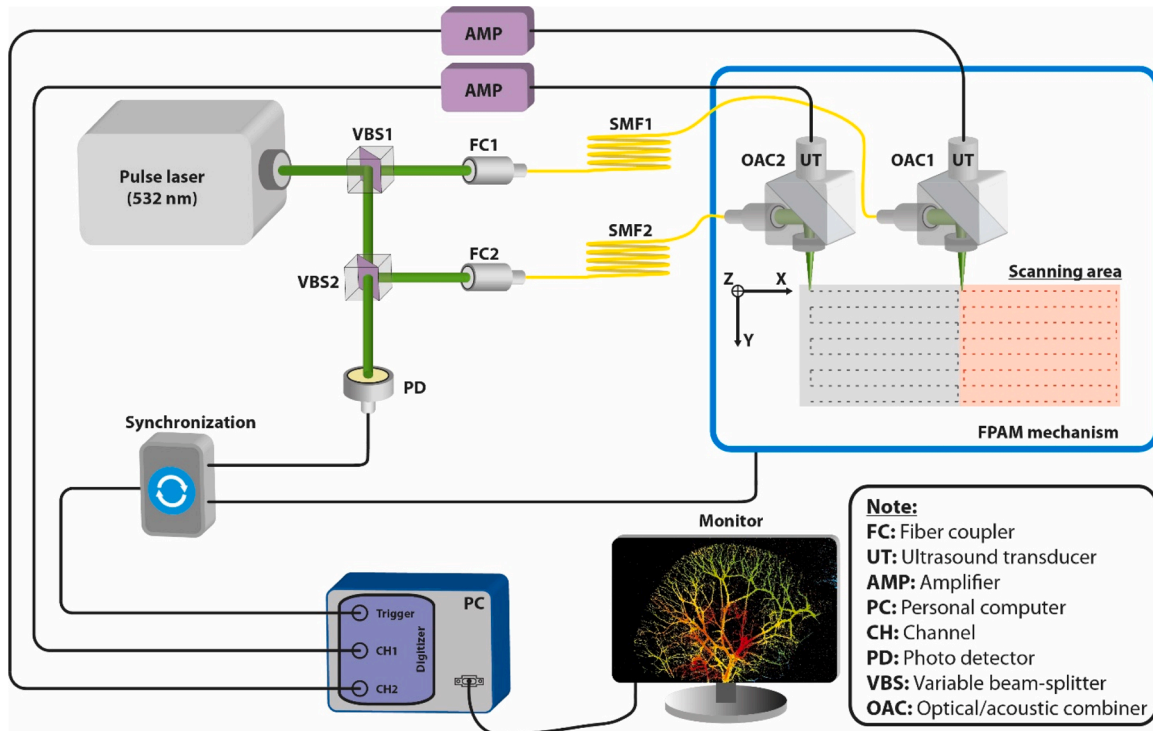 AMP
AMP
Pulse laser
(532 nm)
VBS1
FC1
SMF1
OAC2
UT
OAC1
UT
VBS2
FC2
SMF2
Scanning area
Z
X
Y
PD
FPAM mechanism
Synchronization
Trigger
CH1
CH2
Digitizer
PC
Monitor
Note:
FC: Fiber coupler
UT: Ultrasound transducer
AMP: Amplifier
PC: Personal computer
CH: Channel
PD: Photo detector
VBS: Variable beam-splitter
OAC: Optical/acoustic combiner